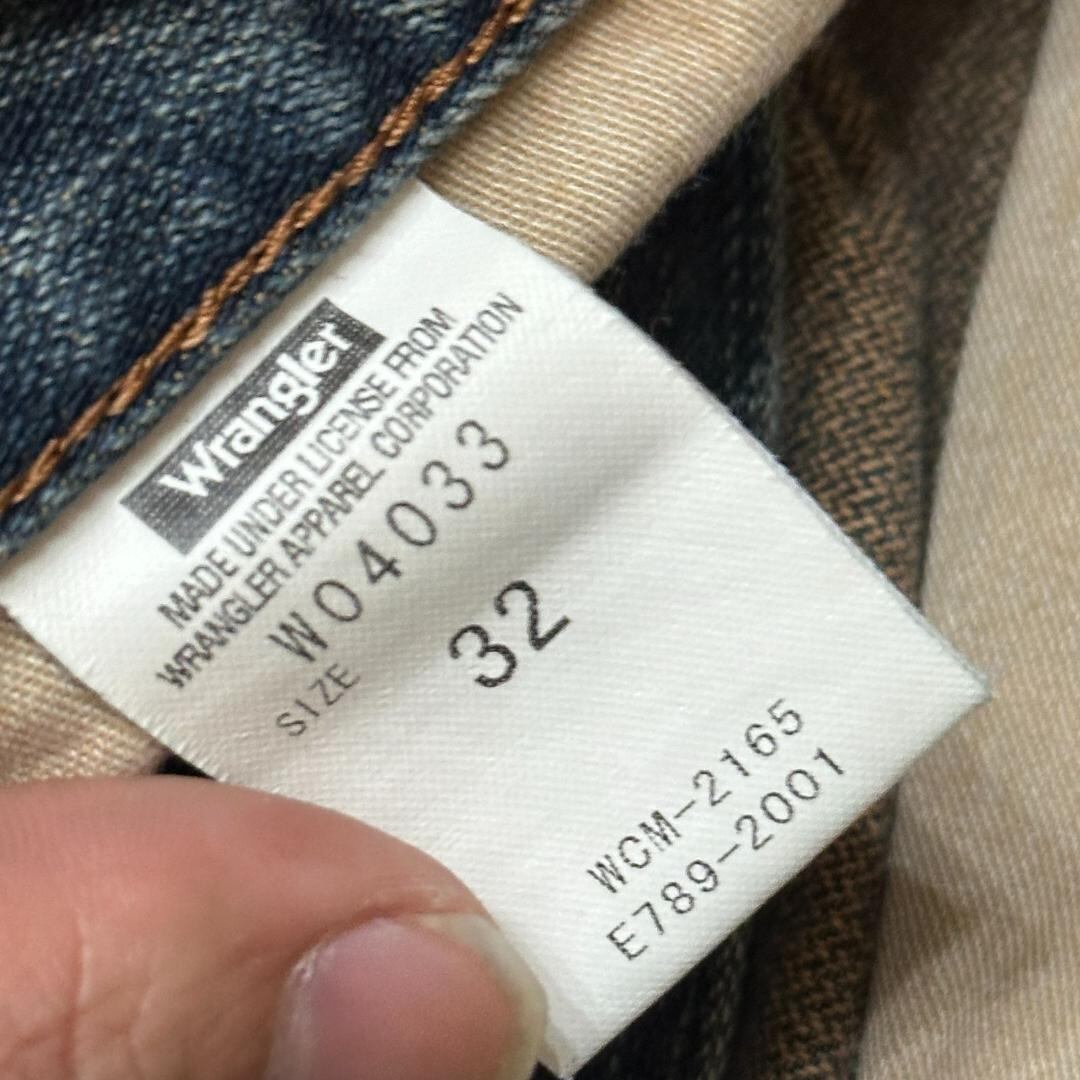 Wrangler
MADE UNDER LICENSE FROM
WRANGLER APPAREL CORPORATION
W04033
SIZE 32
WCM-2165
E789-2001